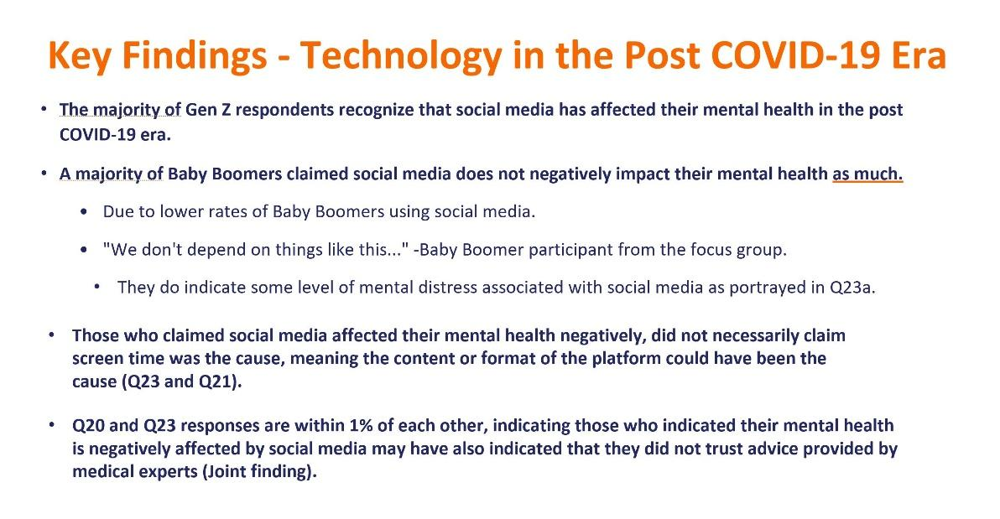 Key Findings - Technology in the Post COVID-19 Era
• The majority of Gen Z respondents recognize that social media has affected their mental health in the post
COVID-19 era.
• A majority of Baby Boomers claimed social media does not negatively impact their mental health as much.
• Due to lower rates of Baby Boomers using social media.
• "We don't depend on things like this..." -Baby Boomer participant from the focus group.
• They do indicate some level of mental distress associated with social media as portrayed in Q23a.
• Those who claimed social media affected their mental health negatively, did not necessarily claim
screen time was the cause, meaning the content or format of the platform could have been the
cause (Q23 and Q21).
• Q20 and Q23 responses are within 1% of each other, indicating those who indicated their mental health
is negatively affected by social media may have also indicated that they did not trust advice provided by
medical experts (Joint finding).